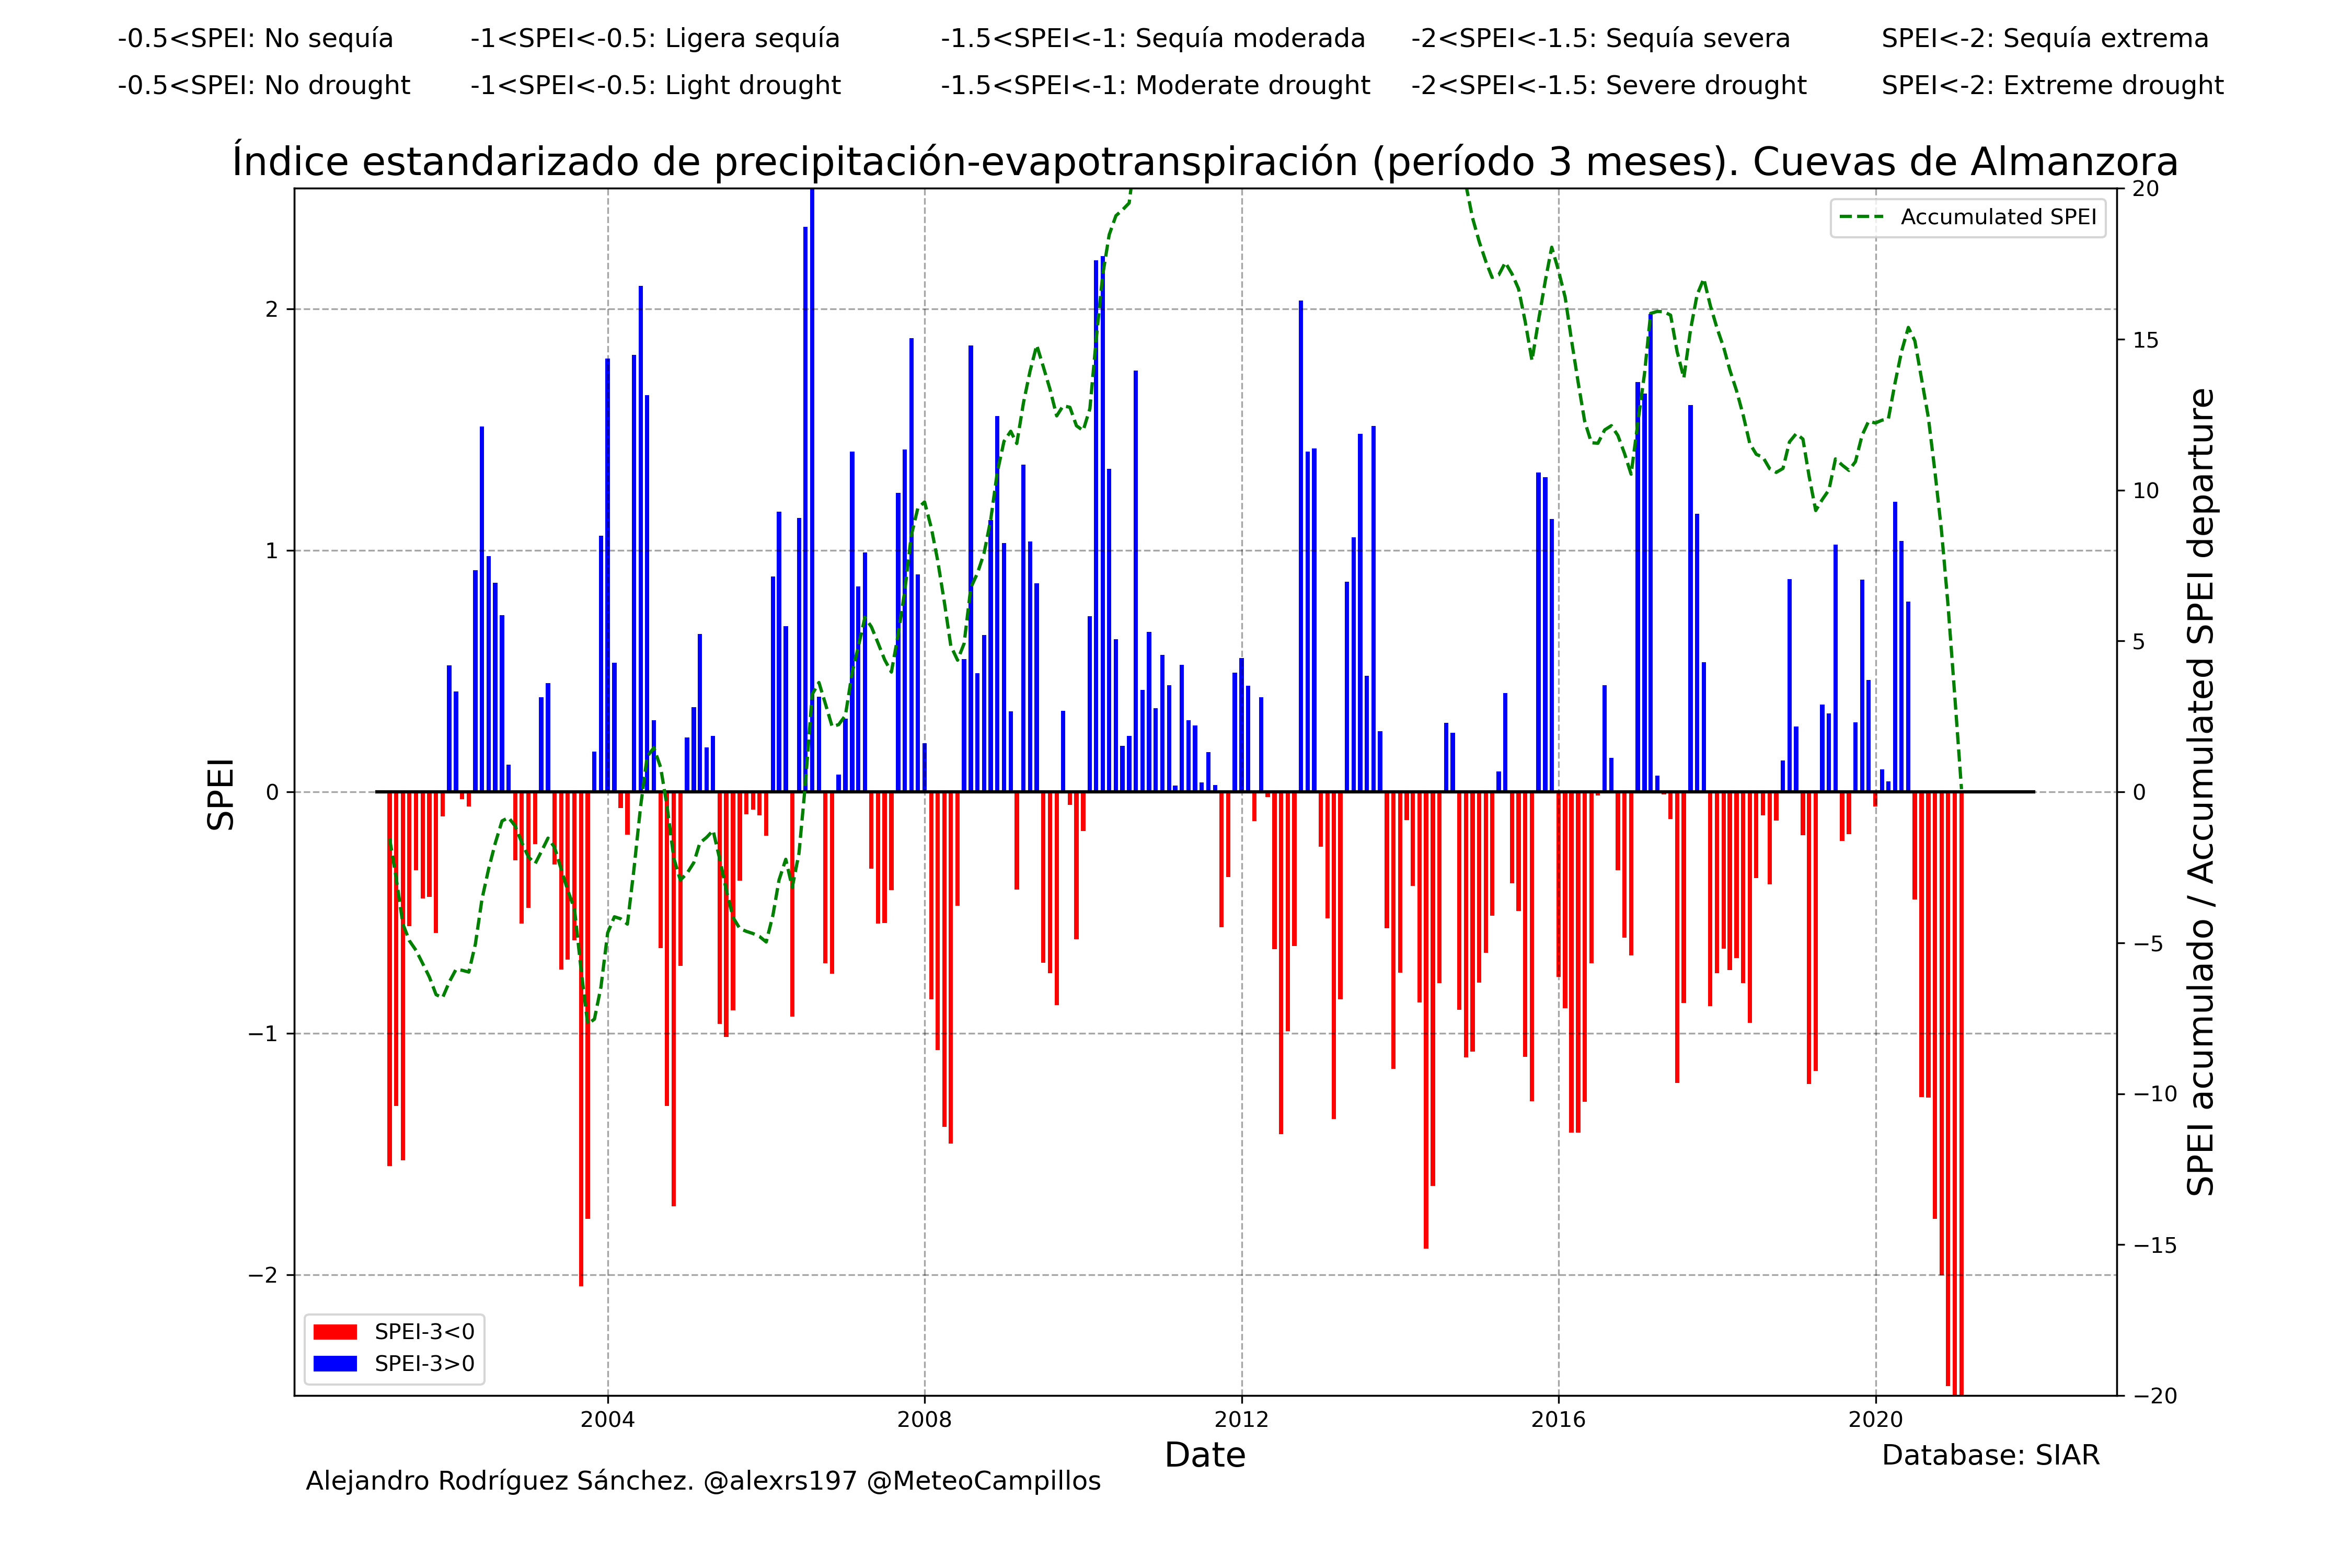 -0.5<SPEI: No sequía -1<SPEI<-0.5: Ligera sequía -1.5<SPEI<-1: Sequía moderada -2<SPEI<-1.5: Sequía severa SPEI<-2: Sequía extrema
-0.5<SPEI: No drought -1<SPEI<-0.5: Light drought -1.5<SPEI<-1: Moderate drought -2<SPEI<-1.5: Severe drought SPEI<-2: Extreme drought
Índice estandarizado de precipitación-evapotranspiración (período 3 meses). Cuevas de Almanzora
Accumulated SPEI
SPEI
2
1
0
−1
−2
20
15
10
5
0
−5
−10
−15
−20
SPEI acumulado / Accumulated SPEI departure
SPEI-3<0
SPEI-3>0
2004 2008 2012 2016 2020
Date
Database: SIAR
Alejandro Rodríguez Sánchez. @alexrs197 @MeteoCampillos